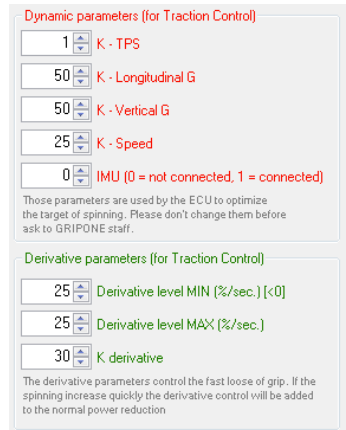 Dynamic parameters (for Traction Control)
1 K - TPS
50 K - Longitudinal G
50 K - Vertical G
25 K - Speed
0 IMU (0 = not connected, 1 = connected)
Those parameters are used by the ECU to optimize
the target of spinning. Please don't change them before
ask to GRIPONE staff.
Derivative parameters (for Traction Control)
25 Derivative level MIN (%/sec.) [<0]
25 Derivative level MAX (%/sec.)
30 K derivative
The derivative parameters control the fast loose of grip. If the
spinning increase quickly the derivative control will be added
to the normal power reduction